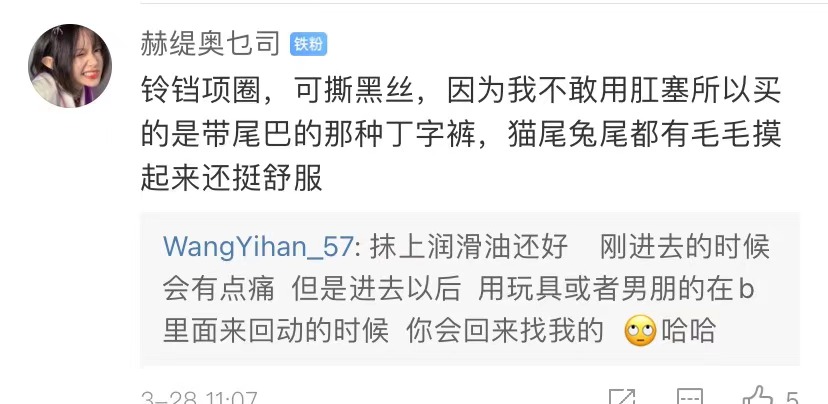 赫缇奥乜司 铁粉
铃铛项圈，可撕黑丝，因为我不敢用肛塞所以买
的是带尾巴的那种丁字裤，猫尾兔尾都有毛毛摸
起来还挺舒服
WangYihan_57: 抹上润滑油还好 刚进去的时候
会有点痛 但是进去以后 用玩具或者男朋的在b
里面来回动的时候 你会回来找我的 🙄哈哈
3-28 11:07 5